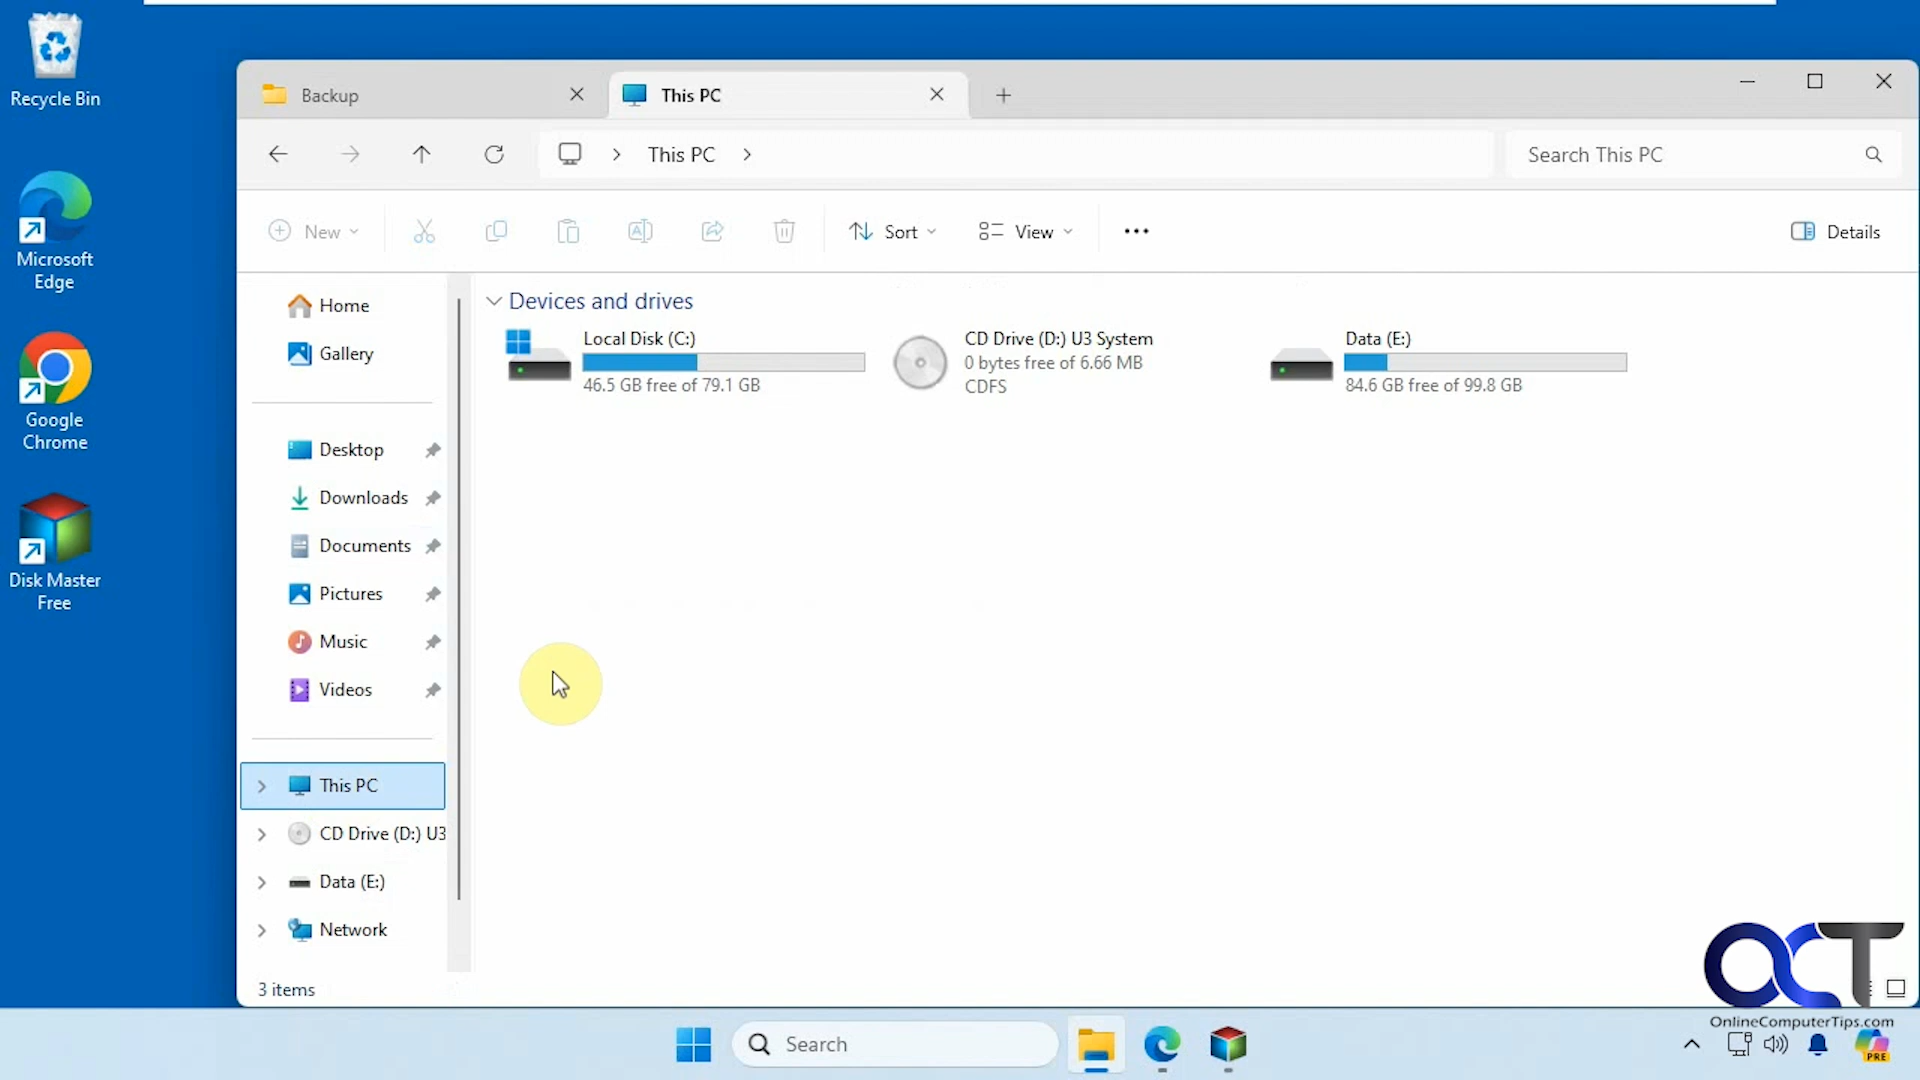 Recycle Bin
Microsoft
Edge
Google
Chrome
Disk Master
Free
Backup
This PC
This PC
Search This PC
New
Sort
View
Details
Home
Gallery
Desktop
Downloads
Documents
Pictures
Music
Videos
This PC
CD Drive (D:) U3
Data (E:)
Network
Devices and drives
Local Disk (C:)
46.5 GB free of 79.1 GB
CD Drive (D:) U3 System
0 bytes free of 6.66 MB
CDFS
Data (E:)
84.6 GB free of 99.8 GB
3 items
OCT
OnlineComputerTips.com
Search
PRE